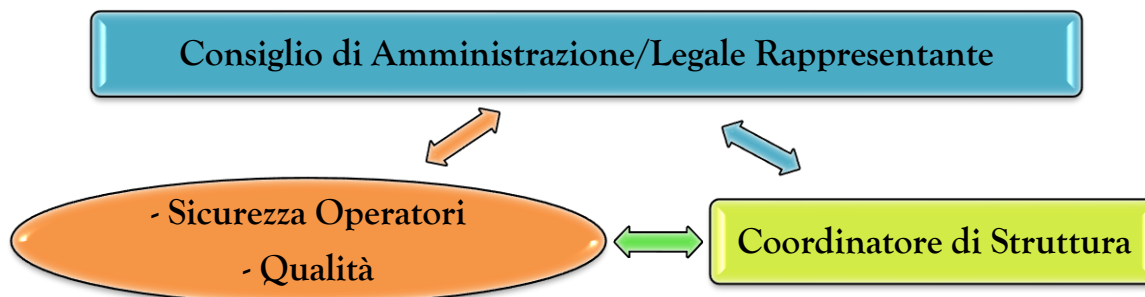 Consiglio di Amministrazione/Legale Rappresentante
- Sicurezza Operatori
- Qualità
Coordinatore di Struttura